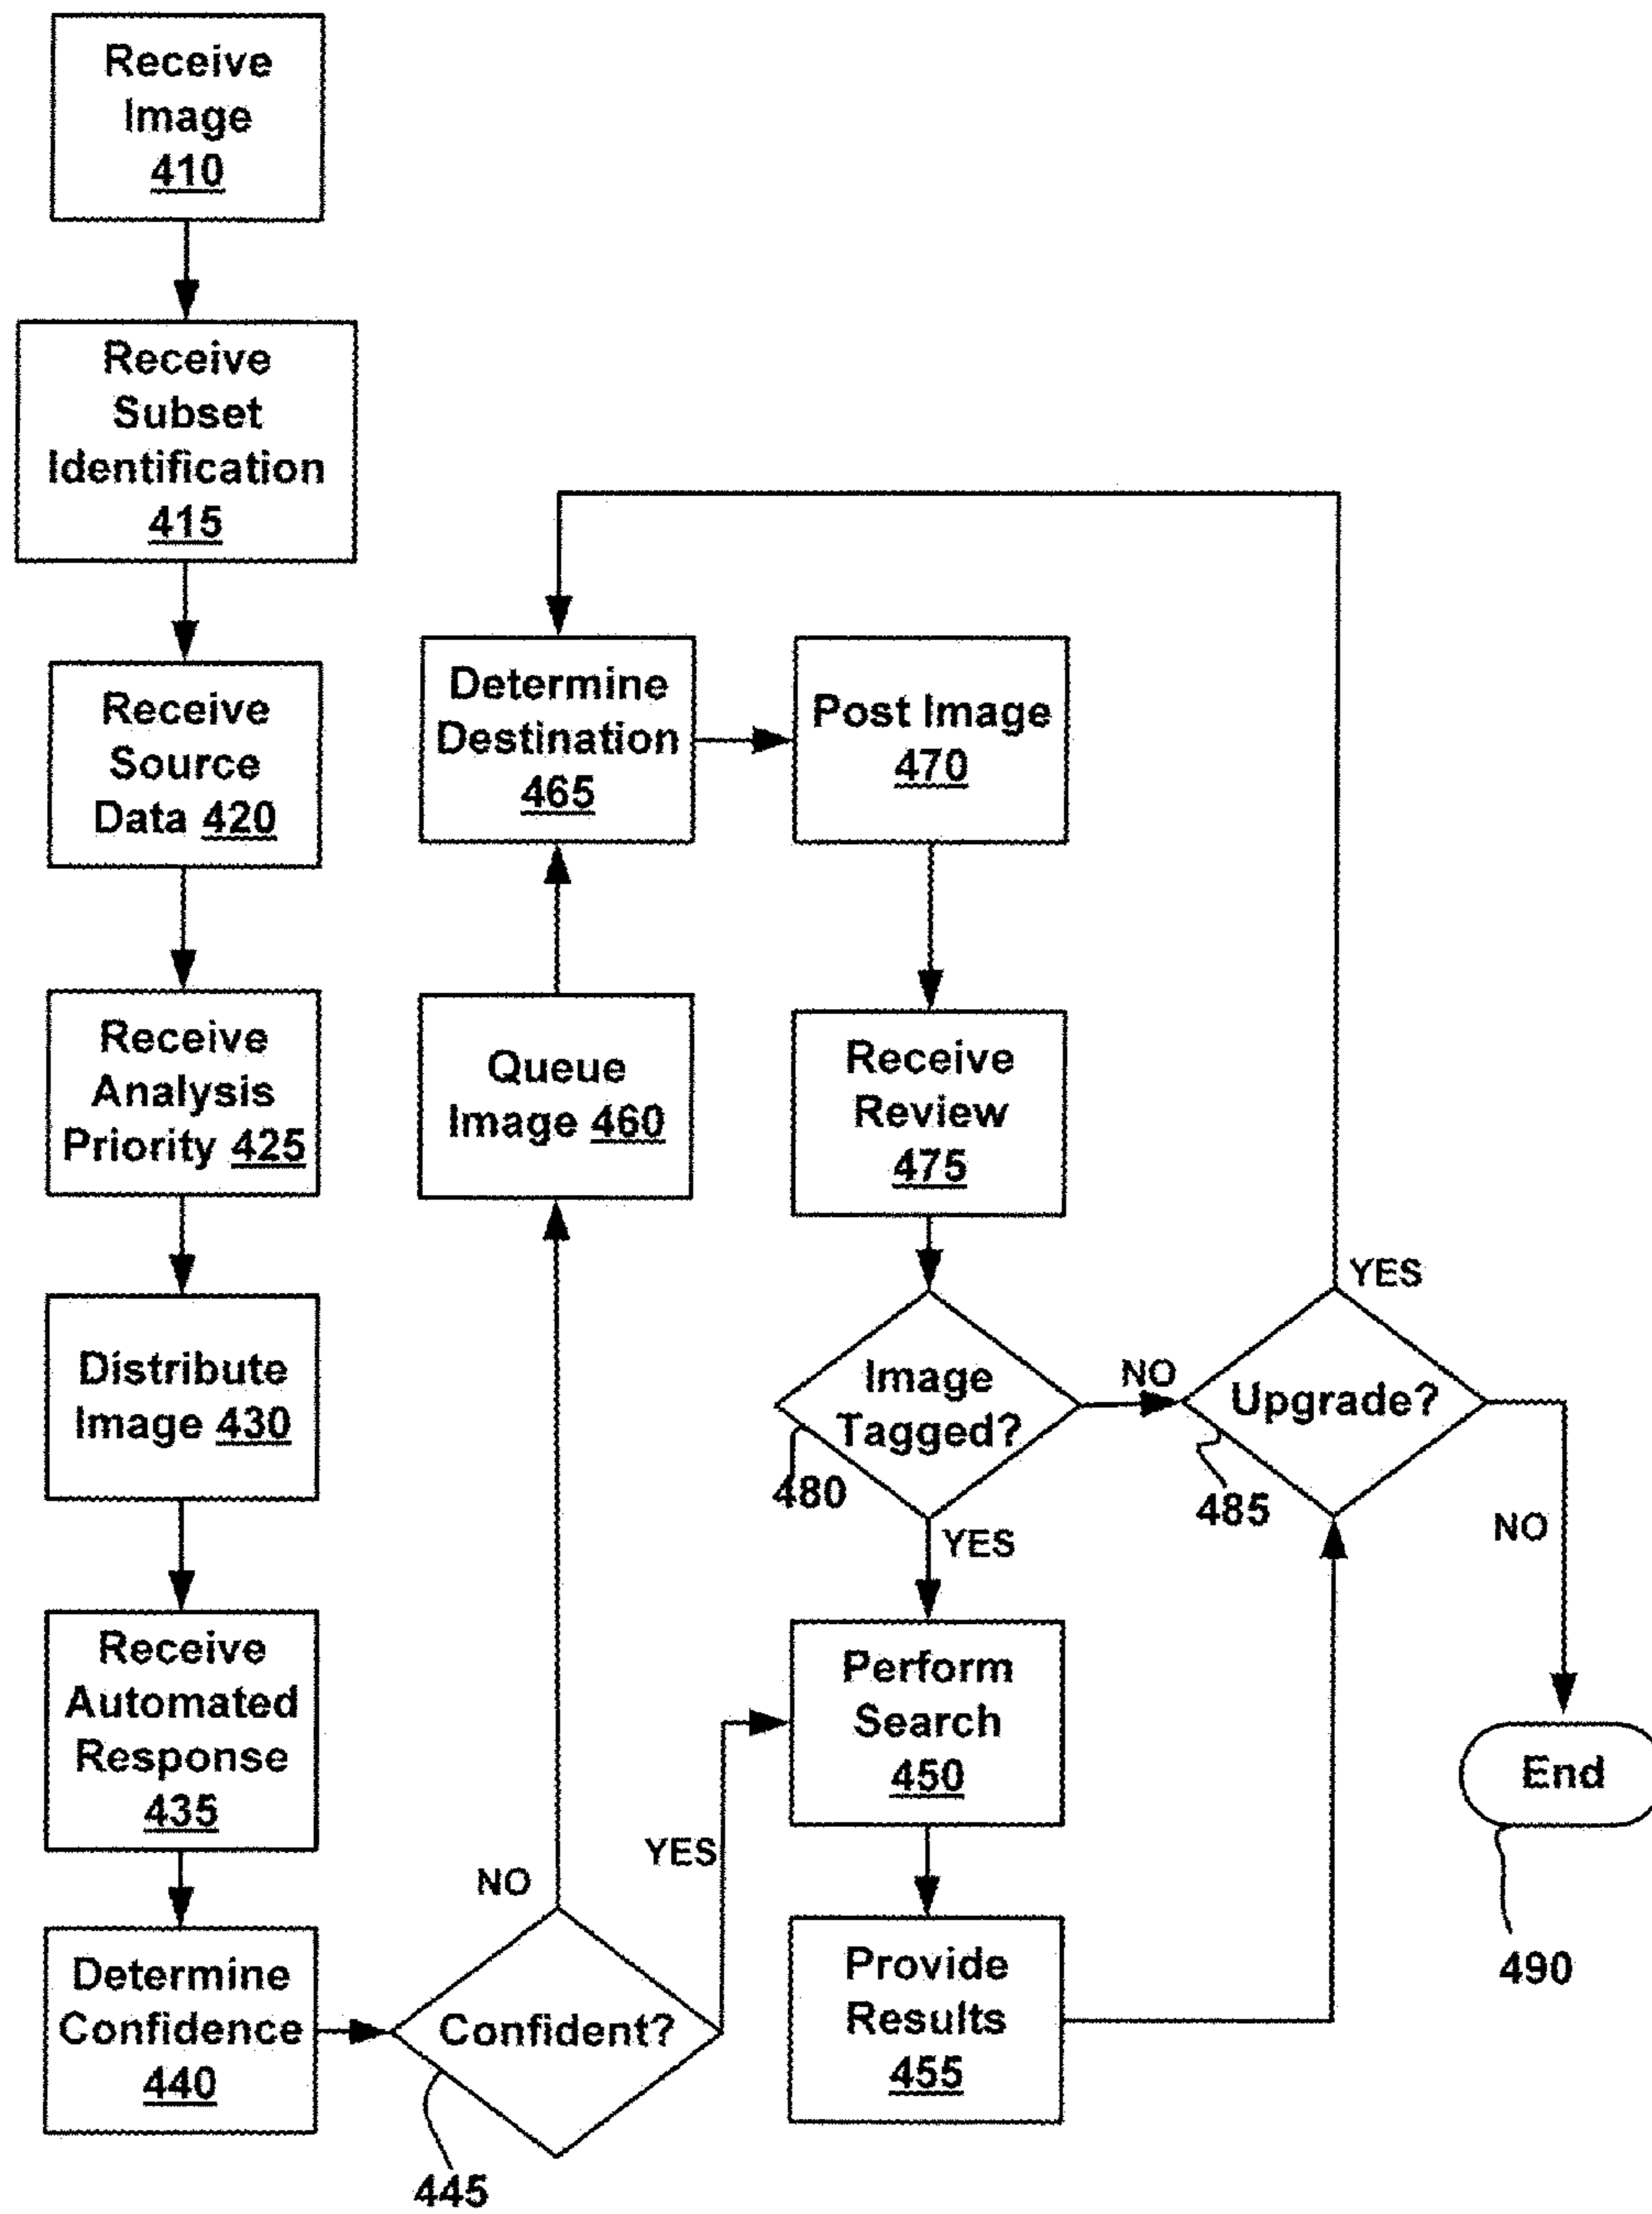 Receive
Image
410
Receive
Subset
Identification
415
Receive
Source
Data 420
Receive
Analysis
Priority 425
Distribute
Image 430
Receive
Automated
Response
435
Determine
Confidence
440
Confident?
445
NO
YES
Queue
Image 460
Determine
Destination
465
Post Image
470
Receive
Review
475
Image
Tagged?
480
NO
YES
Perform
Search
450
Provide
Results
455
Upgrade?
485
YES
NO
End
490